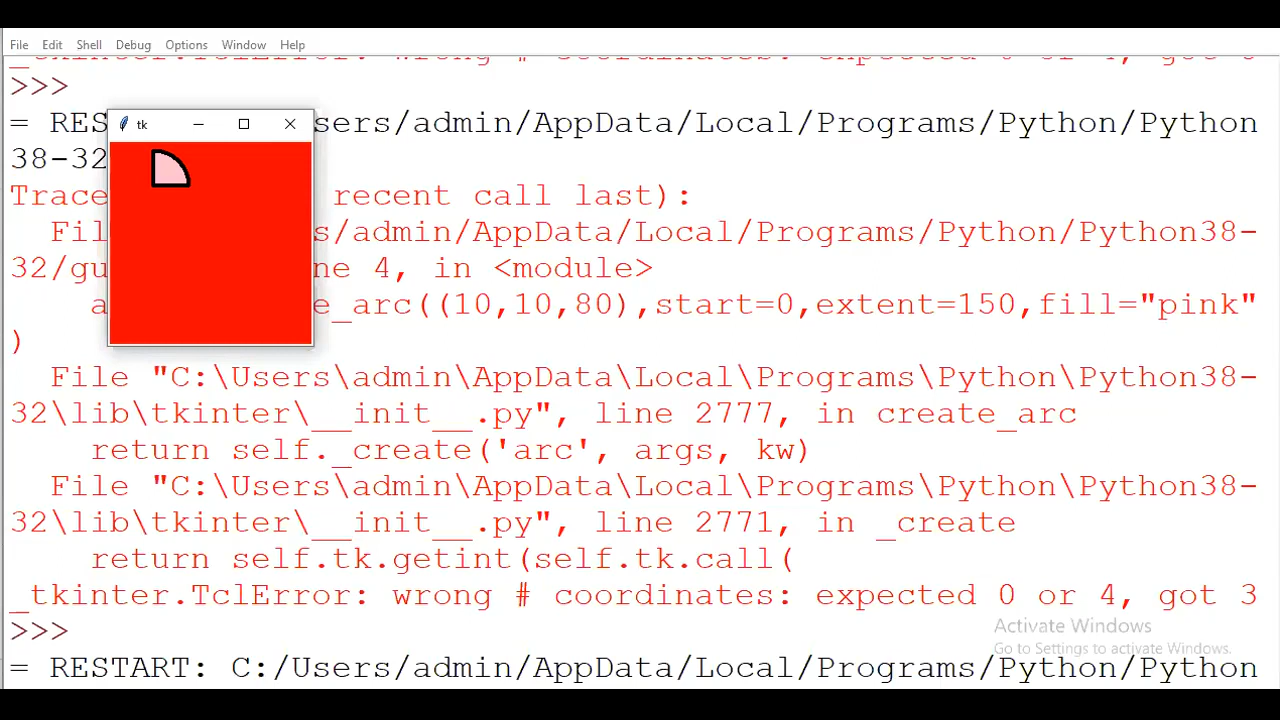 File Edit Shell Debug Options Window Help
>>>
= RES sers/admin/AppData/Local/Programs/Python/Python
38-32
tk
Trace recent call last):
Fil s/admin/AppData/Local/Programs/Python/Python38-
32/gu ne 4, in <module>
a e_arc((10,10,80),start=0,extent=150,fill="pink"
)
File "C:\Users\admin\AppData\Local\Programs\Python\Python38-
32\lib\tkinter\__init__.py", line 2777, in create_arc
return self._create('arc', args, kw)
File "C:\Users\admin\AppData\Local\Programs\Python\Python38-
32\lib\tkinter\__init__.py", line 2771, in _create
return self.tk.getint(self.tk.call(
_tkinter.TclError: wrong # coordinates: expected 0 or 4, got 3
>>>
Activate Windows
Go to Settings to activate Windows.
= RESTART: C:/Users/admin/AppData/Local/Programs/Python/Python